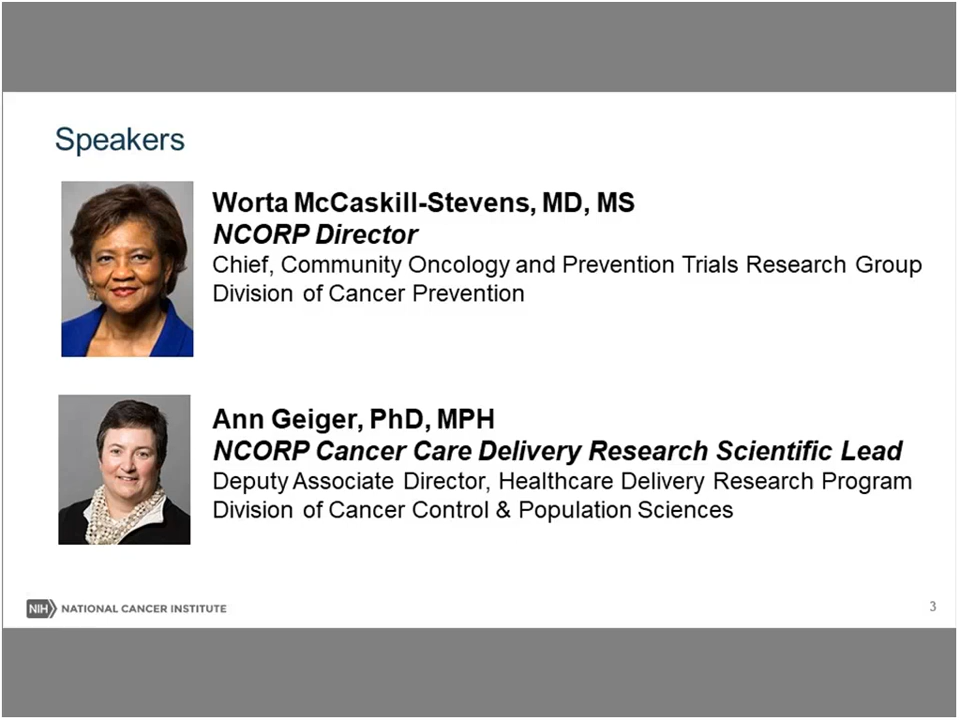 Speakers
Worta McCaskill-Stevens, MD, MS
NCORP Director
Chief, Community Oncology and Prevention Trials Research Group
Division of Cancer Prevention
Ann Geiger, PhD, MPH
NCORP Cancer Care Delivery Research Scientific Lead
Deputy Associate Director, Healthcare Delivery Research Program
Division of Cancer Control & Population Sciences
NIH NATIONAL CANCER INSTITUTE
3